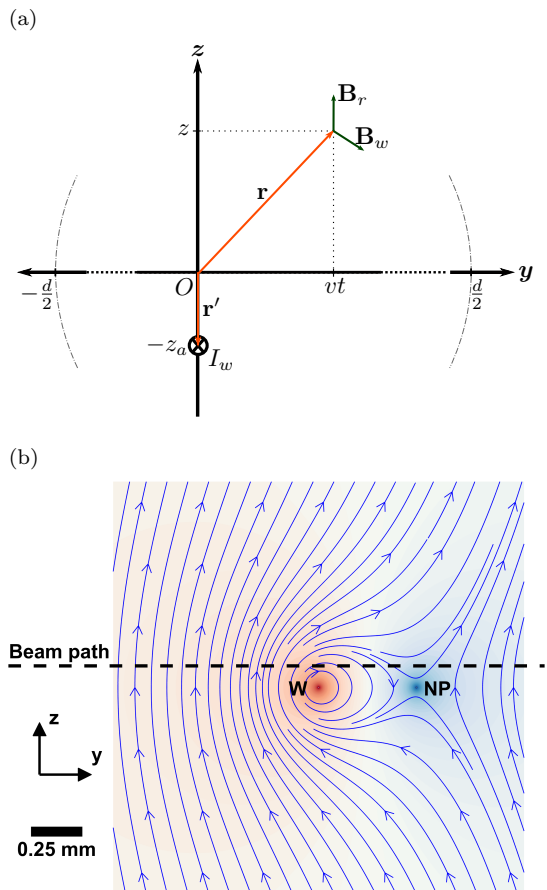 (a)
z
B_r
z
B_w
r
-d/2 O vt d/2 y
r′
-z_a
I_w
(b)
Beam path
W NP
z
y
0.25 mm